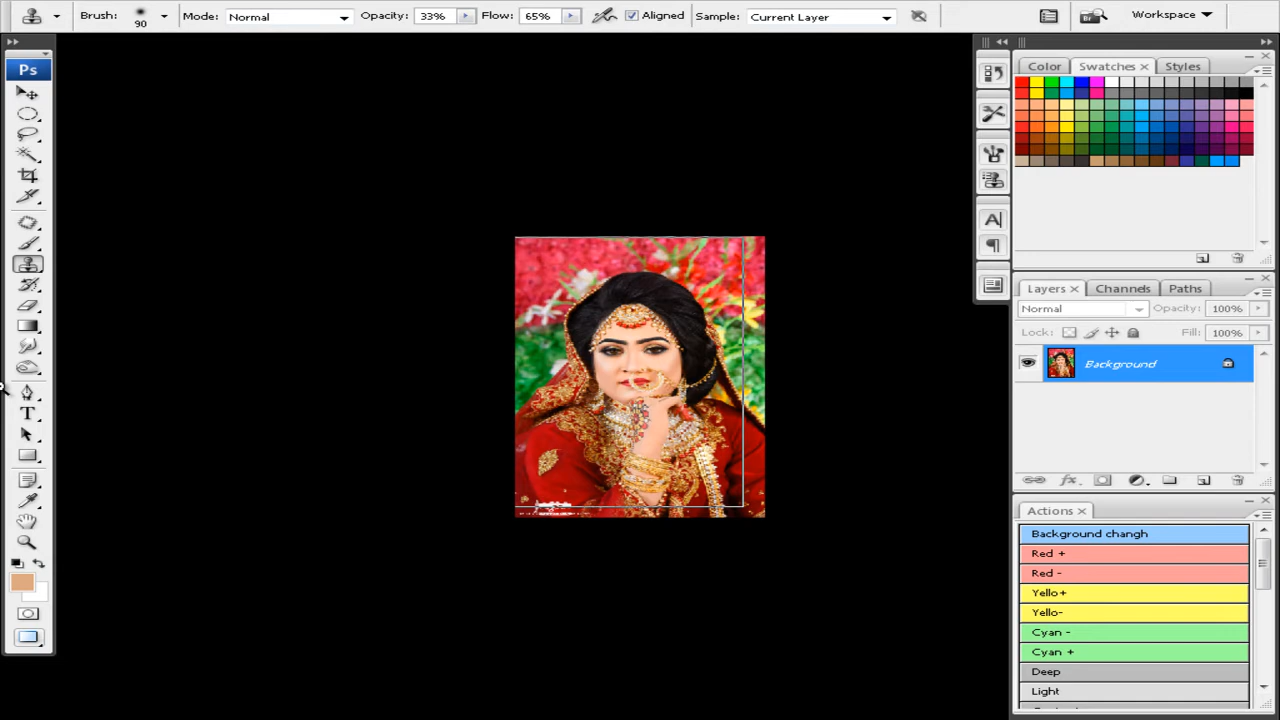 Brush: 90 Mode: Normal Opacity: 33% Flow: 65% Aligned Sample: Current Layer Workspace
Ps
Color Swatches Styles
Layers Channels Paths
Normal Opacity: 100%
Lock: Fill: 100%
Background
Actions
Background changh
Red +
Red -
Yello+
Yello-
Cyan -
Cyan +
Deep
Light